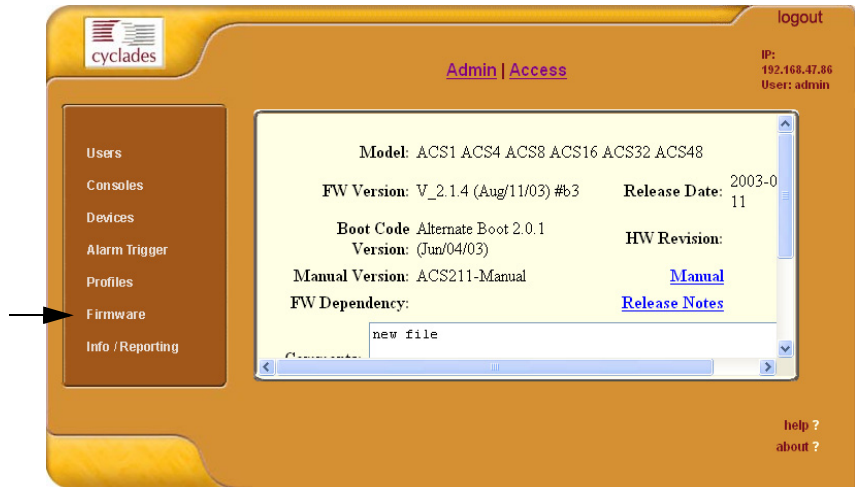 logout
cyclades
IP:
192.168.47.86
User: admin
Admin | Access
Users
Consoles
Devices
Alarm Trigger
Profiles
Firmware
Info / Reporting
Model: ACS1 ACS4 ACS8 ACS16 ACS32 ACS48
FW Version: V_2.1.4 (Aug/11/03) #b3 Release Date: 2003-0
11
Boot Code Alternate Boot 2.0.1
Version: (Jun/04/03) HW Revision:
Manual Version: ACS211-Manual Manual
FW Dependency: Release Notes
new file
help ?
about ?